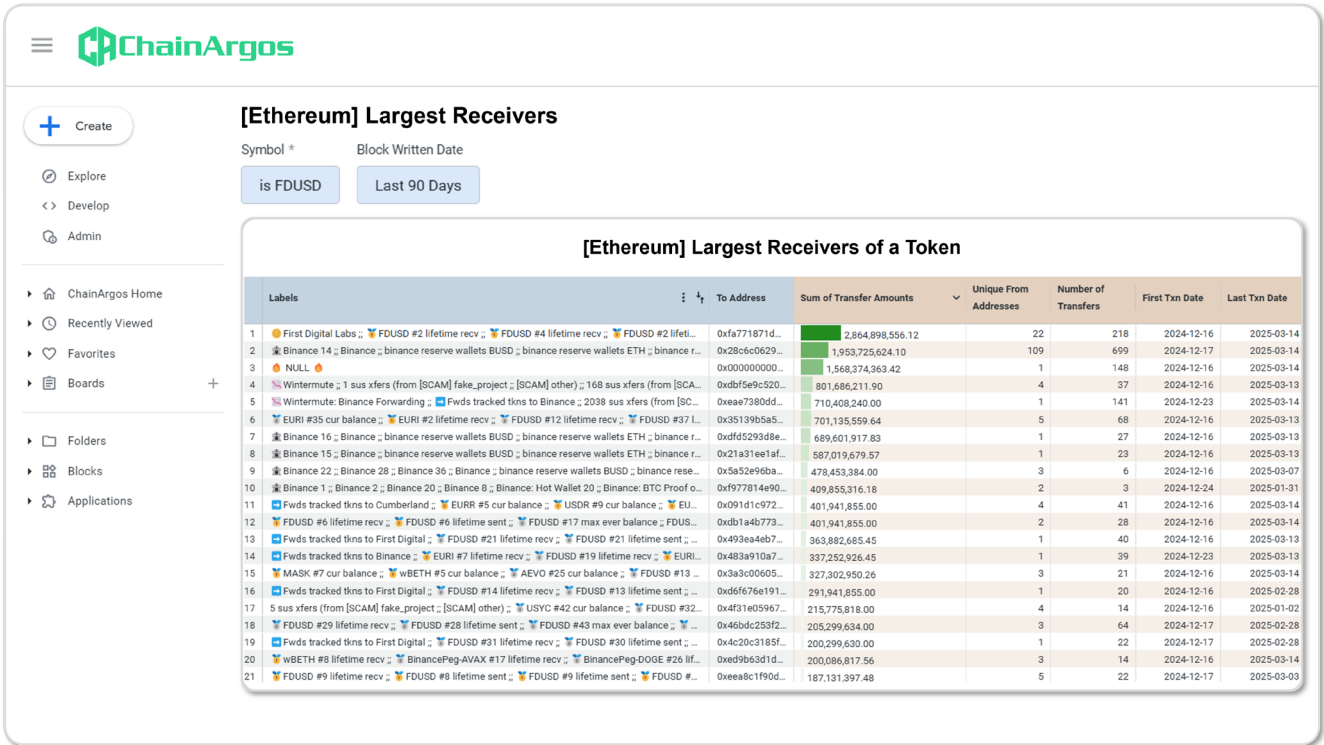 ChainArgos
Create
Explore
Develop
Admin
ChainArgos Home
Recently Viewed
Favorites
Boards
Folders
Blocks
Applications
[Ethereum] Largest Receivers
Symbol * Block Written Date
is FDUSD Last 90 Days
[Ethereum] Largest Receivers of a Token
Labels To Address Sum of Transfer Amounts Unique From Addresses Number of Transfers First Txn Date Last Txn Date
1 First Digital Labs ;; 🥇FDUSD #2 lifetime recv ;; 🥇FDUSD #4 lifetime recv ;; 🥇FDUSD #2 lifeti... 0xfa771871d... 2,864,898,556.12 22 218 2024-12-16 2025-03-14
2 Binance 14 ;; Binance ;; binance reserve wallets BUSD ;; binance reserve wallets ETH ;; binance r... 0x28c6c0629... 1,953,725,624.10 109 699 2024-12-17 2025-03-14
3 🔥 NULL 🔥 0x000000000... 1,568,374,363.42 1 148 2024-12-16 2025-03-14
4 Wintermute ;; 1 sus xfers (from [SCAM] fake_project ;; [SCAM] other) ;; 168 sus xfers (from [SCA... 0xdbf5e9c520... 801,686,211.90 4 37 2024-12-16 2025-03-13
5 Wintermute: Binance Forwarding ;; ➡️Fwds tracked tkns to Binance ;; 2038 sus xfers (from [SC... 0xeae7380dd... 710,408,240.00 1 141 2024-12-23 2025-03-14
6 🥈EURI #35 cur balance ;; 🥇EURI #2 lifetime recv ;; 🥈FDUSD #12 lifetime recv ;; 🥈FDUSD #37 l... 0x35139b5a5... 701,135,559.64 5 68 2024-12-16 2025-03-13
7 Binance 16 ;; Binance ;; binance reserve wallets BUSD ;; binance reserve wallets ETH ;; binance r... 0xdfd5293d8e... 689,601,917.83 1 27 2024-12-16 2025-03-13
8 Binance 15 ;; Binance ;; binance reserve wallets BUSD ;; binance reserve wallets ETH ;; binance r... 0x21a31ee1af... 587,019,679.57 1 23 2024-12-16 2025-03-13
9 Binance 22 ;; Binance 28 ;; Binance 36 ;; Binance ;; binance reserve wallets BUSD ;; binance rese... 0x5a52e96ba... 478,453,384.00 3 6 2024-12-16 2025-03-07
10 Binance 1 ;; Binance 2 ;; Binance 20 ;; Binance 8 ;; Binance: Hot Wallet 20 ;; Binance: BTC Proof o... 0xf977814e90... 409,855,316.18 2 3 2024-12-24 2025-01-31
11 ➡️Fwds tracked tkns to Cumberland ;; 🥇EURR #5 cur balance ;; 🥇USDR #9 cur balance ;; 🥇EU... 0x091d1c972... 401,941,855.00 4 41 2024-12-16 2025-03-14
12 🥇FDUSD #6 lifetime recv ;; 🥇FDUSD #6 lifetime sent ;; 🥈FDUSD #17 max ever balance ;; FDUS... 0xdb1a4b773... 401,941,855.00 2 28 2024-12-16 2025-03-14
13 ➡️Fwds tracked tkns to First Digital ;; 🥈FDUSD #21 lifetime recv ;; 🥈FDUSD #21 lifetime sent ;; ... 0x493ea4eb7... 363,882,685.45 1 40 2024-12-16 2025-03-13
14 ➡️Fwds tracked tkns to Binance ;; 🥇EURI #7 lifetime recv ;; 🥈FDUSD #19 lifetime recv ;; 🥇EURI... 0x483a910a7... 337,252,926.45 1 39 2024-12-23 2025-03-13
15 🥇MASK #7 cur balance ;; 🥇wBETH #5 cur balance ;; 🥈AEVO #25 cur balance ;; 🥈FDUSD #13 ... 0x3a3c00605... 327,302,950.26 3 21 2024-12-16 2025-03-14
16 ➡️Fwds tracked tkns to First Digital ;; 🥈FDUSD #14 lifetime recv ;; 🥈FDUSD #13 lifetime sent ;; ... 0xd6f676e191... 291,941,855.00 1 20 2024-12-16 2025-02-28
17 5 sus xfers (from [SCAM] fake_project ;; [SCAM] other) ;; 🥈USYC #42 cur balance ;; 🥈FDUSD #32... 0x4f31e05967... 215,775,818.00 4 14 2024-12-16 2025-01-02
18 🥈FDUSD #29 lifetime recv ;; 🥈FDUSD #28 lifetime sent ;; 🥈FDUSD #43 max ever balance ;; 🥈... 0x46bdc253f2... 205,299,634.00 3 64 2024-12-17 2025-02-28
19 ➡️Fwds tracked tkns to First Digital ;; 🥈FDUSD #31 lifetime recv ;; 🥈FDUSD #30 lifetime sent ;; ... 0x4c20c3185f... 200,299,630.00 1 22 2024-12-17 2025-02-28
20 🥇wBETH #8 lifetime recv ;; 🥈BinancePeg-AVAX #17 lifetime recv ;; 🥈BinancePeg-DOGE #26 lif... 0xed9b63d1d... 200,086,817.56 3 14 2024-12-16 2025-03-14
21 🥇FDUSD #9 lifetime recv ;; 🥇FDUSD #8 lifetime sent ;; 🥇FDUSD #9 lifetime sent ;; 🥇FDUSD #... 0xeea8c1f90d... 187,131,397.48 5 22 2024-12-17 2025-03-03